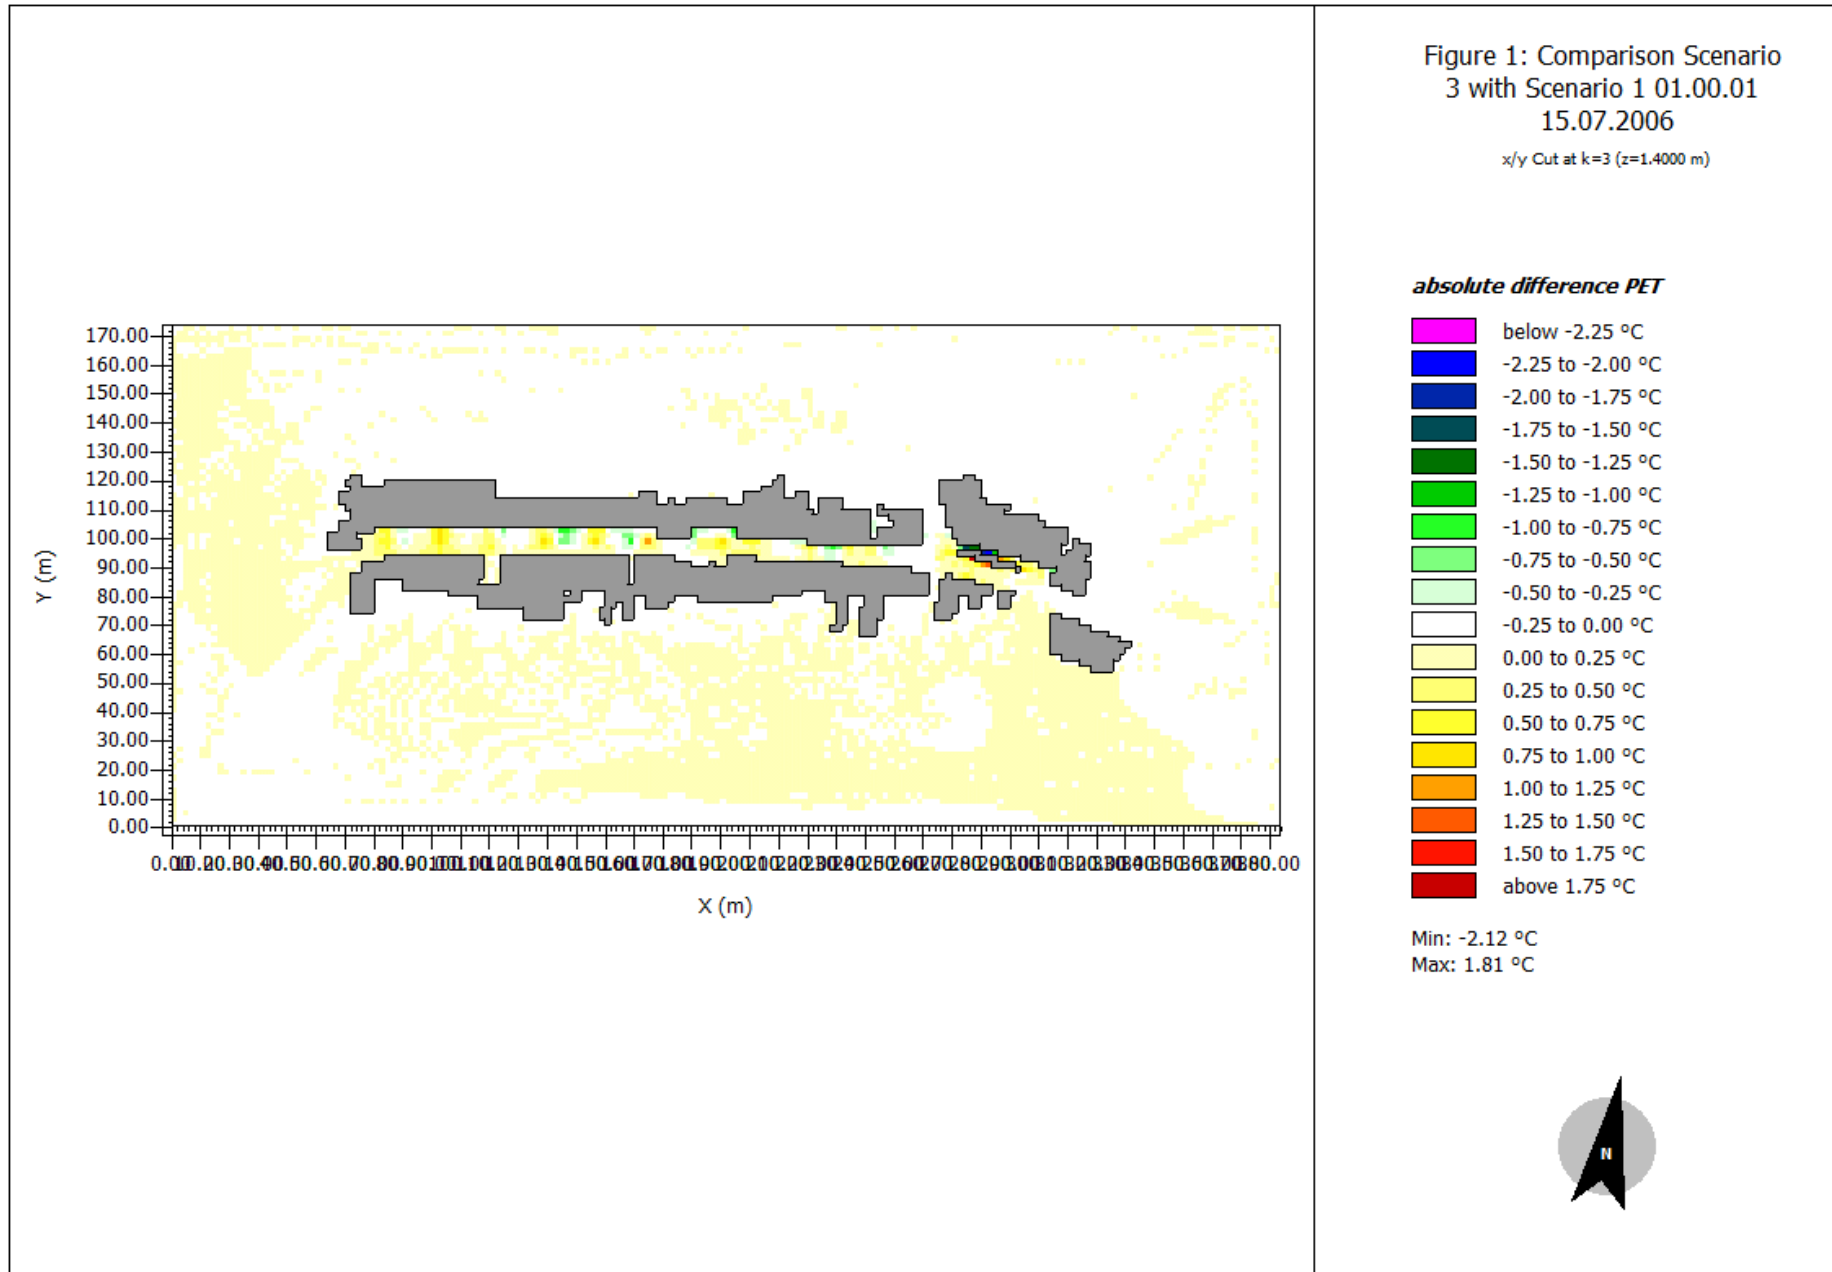 Figure 1: Comparison Scenario
3 with Scenario 1 01.00.01
15.07.2006
x/y Cut at k=3 (z=1.4000 m)
absolute difference PET
below -2.25 °C
-2.25 to -2.00 °C
-2.00 to -1.75 °C
-1.75 to -1.50 °C
-1.50 to -1.25 °C
-1.25 to -1.00 °C
-1.00 to -0.75 °C
-0.75 to -0.50 °C
-0.50 to -0.25 °C
-0.25 to 0.00 °C
0.00 to 0.25 °C
0.25 to 0.50 °C
0.50 to 0.75 °C
0.75 to 1.00 °C
1.00 to 1.25 °C
1.25 to 1.50 °C
1.50 to 1.75 °C
above 1.75 °C
Min: -2.12 °C
Max: 1.81 °C
N
170.00
160.00
150.00
140.00
130.00
120.00
110.00
100.00
90.00
80.00
70.00
60.00
50.00
40.00
30.00
20.00
10.00
0.00
Y (m)
X (m)